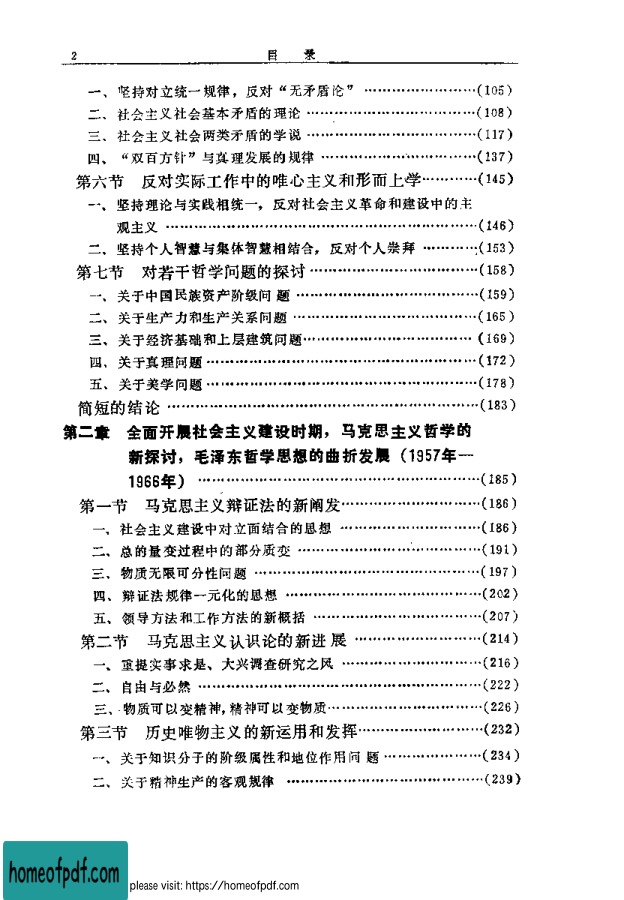 2 目 录
一、坚持对立统一规律，反对“无矛盾论” ……………………(105)
二、社会主义社会基本矛盾的理论 ………………………………(108)
三、社会主义社会两类矛盾的学说 ………………………………(117)
四、“双百方针”与真理发展的规律 ……………………………(137)
第六节 反对实际工作中的唯心主义和形而上学…………(145)
一、坚持理论与实践相统一，反对社会主义革命和建设中的主
观主义 …………………………………………………………(146)
二、坚持个人智慧与集体智慧相结合，反对个人崇拜 …………(153)
第七节 对若干哲学问题的探讨 ………………………………(158)
一、关于中国民族资产阶级问 题 …………………………………(159)
二、关于生产力和生产关系问题 …………………………………(165)
三、关于经济基础和上层建筑问题………………………………(169)
四、关于真理问题 …………………………………………………(172)
五、关于美学问题 …………………………………………………(178)
简短的结论 …………………………………………………………(183)
第二章 全面开展社会主义建设时期，马克思主义哲学的
新探讨，毛泽东哲学思想的曲折发展（1957年—
1966年） ……………………………………………………(185)
第一节 马克思主义辩证法的新阐发…………………………(186)
一、社会主义建设中对立面结合的思想 …………………………(186)
二、总的量变过程中的部分质变 …………………………………(191)
三、物质无限可分性问题 …………………………………………(197)
四、辩证法规律一元化的思想 ……………………………………(202)
五、领导方法和工作方法的新概括 ………………………………(207)
第二节 马克思主义认识论的新进 展 ………………………(214)
一、重提实事求是、大兴调查研究之风 …………………………(216)
二、自由与必然 ……………………………………………………(222)
三、物质可以变精神，精神可以变物质……………………………(226)
第三节 历史唯物主义的新运用和发挥………………………(232)
一、关于知识分子的阶级属性和地位作用问 题 …………………(234)
二、关于精神生产的客观规律 ……………………………………(239)
homeofpdf.com
please visit: https://homeofpdf.com